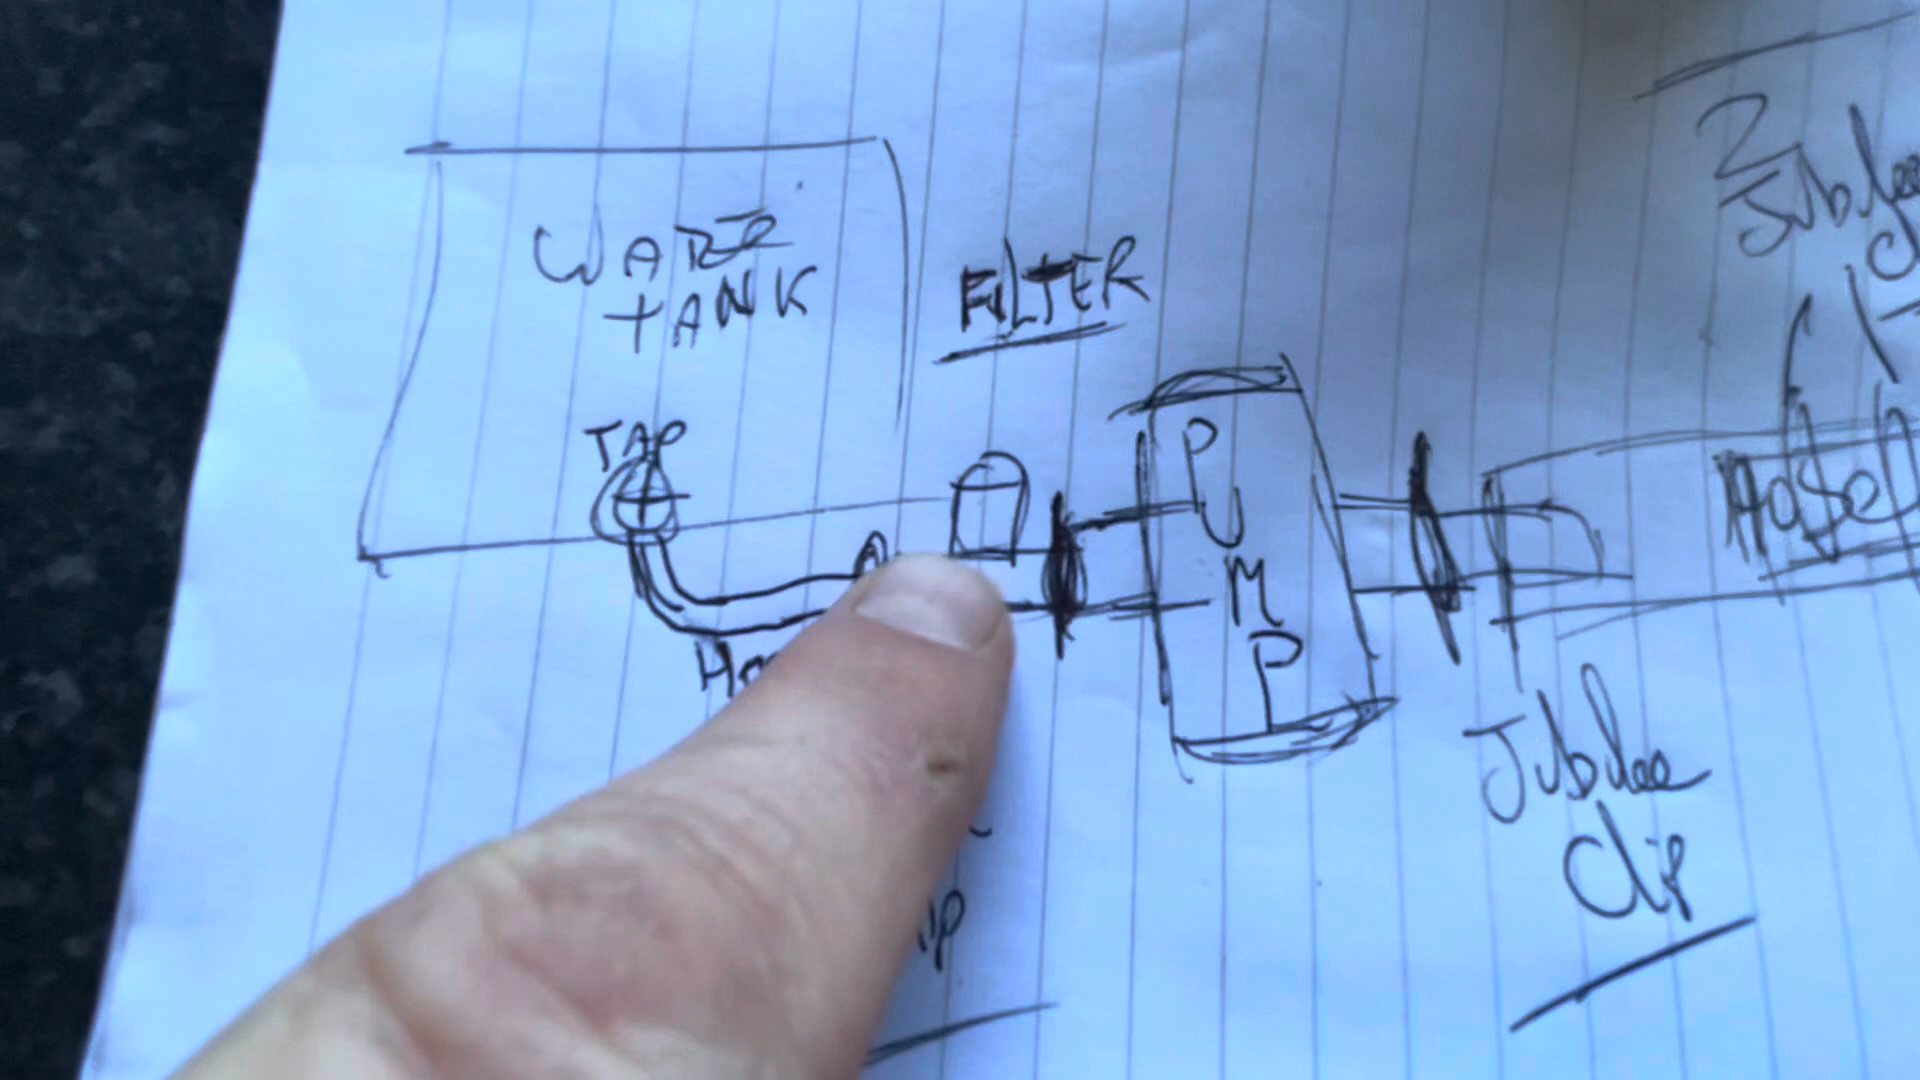 WATER
TANK
FILTER
TAP
PUMP
2
Jubilee
Hose
Jubilee
Clip